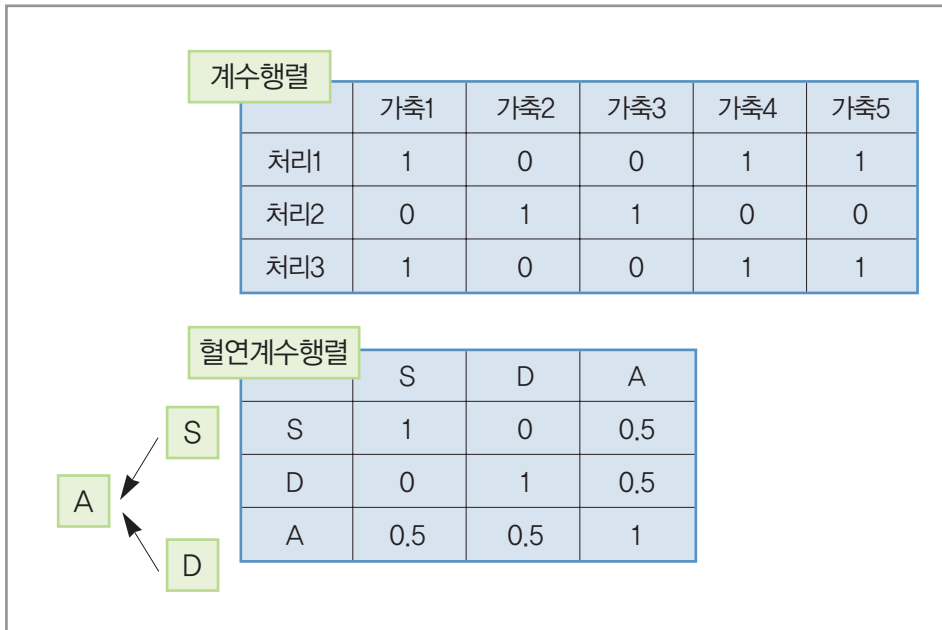 계수행렬
가축1 가축2 가축3 가축4 가축5
처리1 1 0 0 1 1
처리2 0 1 1 0 0
처리3 1 0 0 1 1
혈연계수행렬
S D A
S 1 0 0.5
D 0 1 0.5
A 0.5 0.5 1
S
A
D